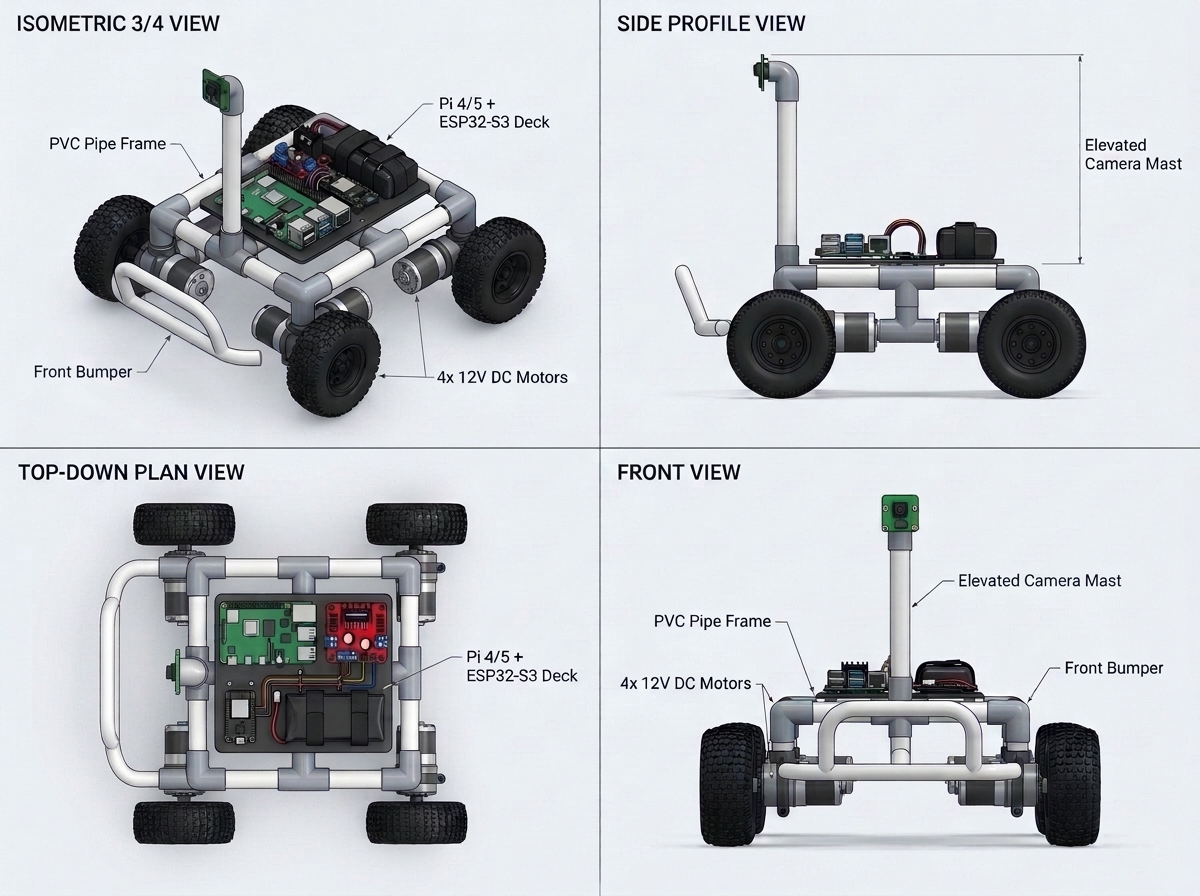 ISOMETRIC 3/4 VIEW
Pi 4/5 +
ESP32-S3 Deck
PVC Pipe Frame
Front Bumper
4x 12V DC Motors
SIDE PROFILE VIEW
Elevated
Camera Mast
TOP-DOWN PLAN VIEW
Pi 4/5 +
ESP32-S3 Deck
FRONT VIEW
Elevated Camera Mast
PVC Pipe Frame
Front Bumper
4x 12V DC Motors